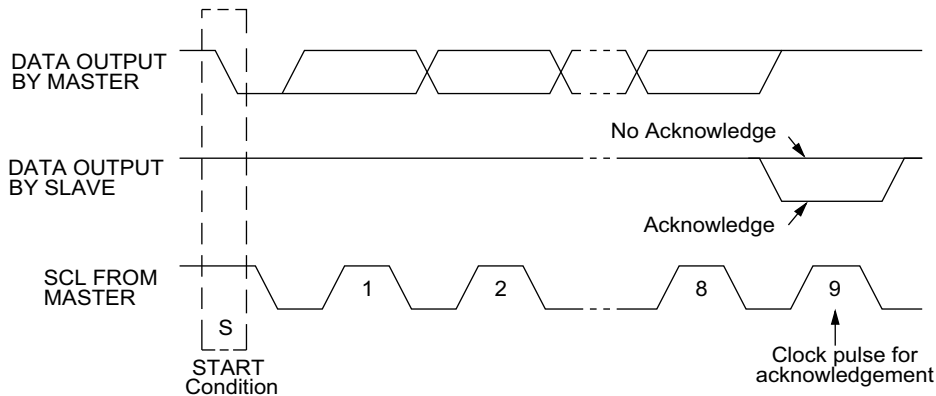 DATA OUTPUT
BY MASTER
No Acknowledge
DATA OUTPUT
BY SLAVE
Acknowledge
SCL FROM
MASTER
1
2
8
9
S
START
Condition
Clock pulse for
acknowledgement